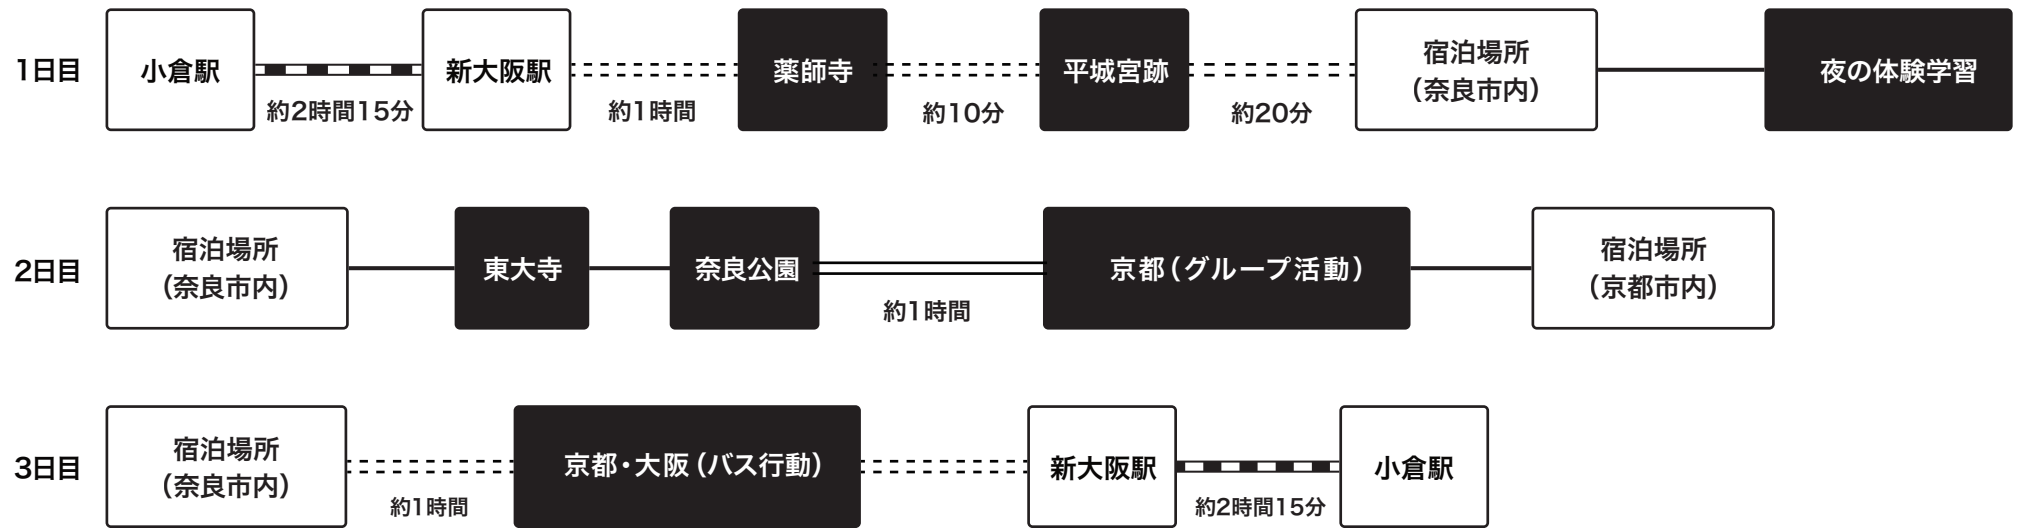 1日目
小倉駅
約2時間15分
新大阪駅
約1時間
薬師寺
約10分
平城宮跡
約20分
宿泊場所
（奈良市内）
夜の体験学習
2日目
宿泊場所
（奈良市内）
東大寺
奈良公園
約1時間
京都（グループ活動）
宿泊場所
（京都市内）
3日目
宿泊場所
（奈良市内）
約1時間
京都・大阪（バス行動）
新大阪駅
約2時間15分
小倉駅